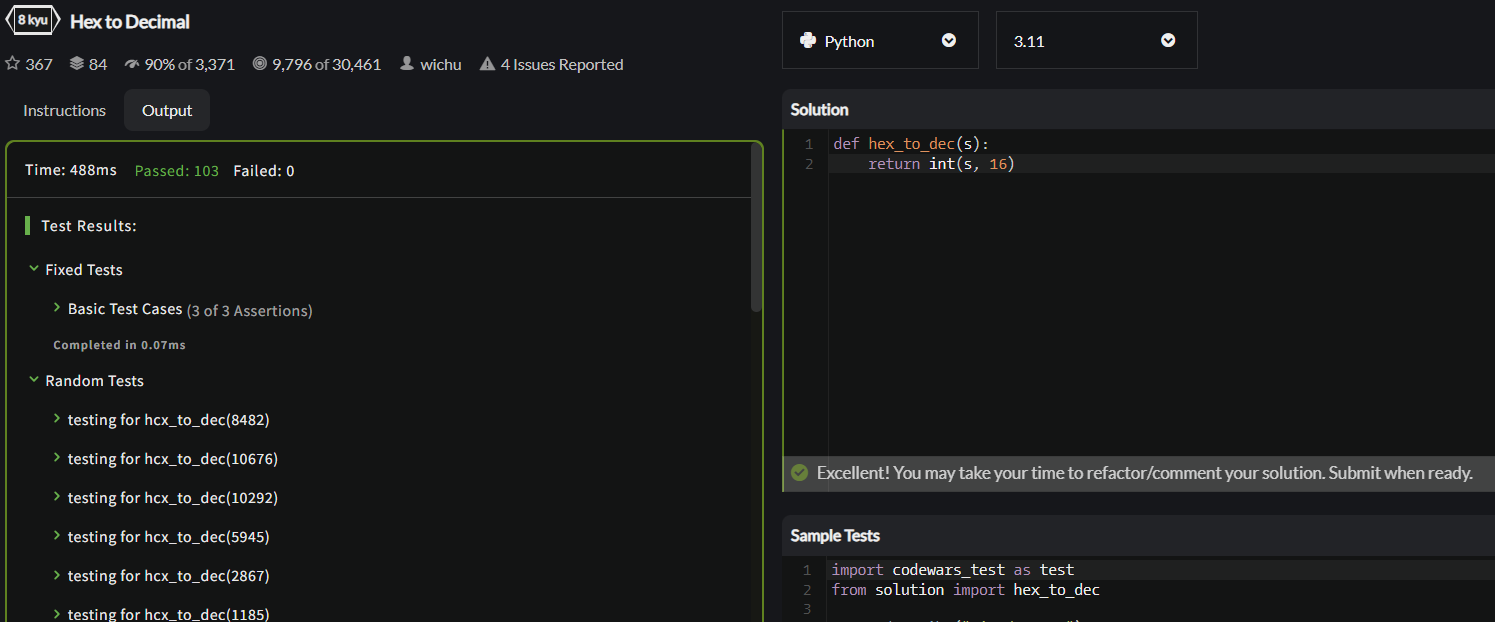 8 kyu Hex to Decimal
367 84 90% of 3,371 9,796 of 30,461 wichu 4 Issues Reported
Instructions Output
Time: 488ms Passed: 103 Failed: 0
Test Results:
Fixed Tests
Basic Test Cases (3 of 3 Assertions)
Completed in 0.07ms
Random Tests
testing for hcx_to_dec(8482)
testing for hcx_to_dec(10676)
testing for hcx_to_dec(10292)
testing for hcx_to_dec(5945)
testing for hcx_to_dec(2867)
testing for hcx_to_dec(1185)
Python 3.11
Solution
1 def hex_to_dec(s):
2 return int(s, 16)
Excellent! You may take your time to refactor/comment your solution. Submit when ready.
Sample Tests
1 import codewars_test as test
2 from solution import hex_to_dec
3